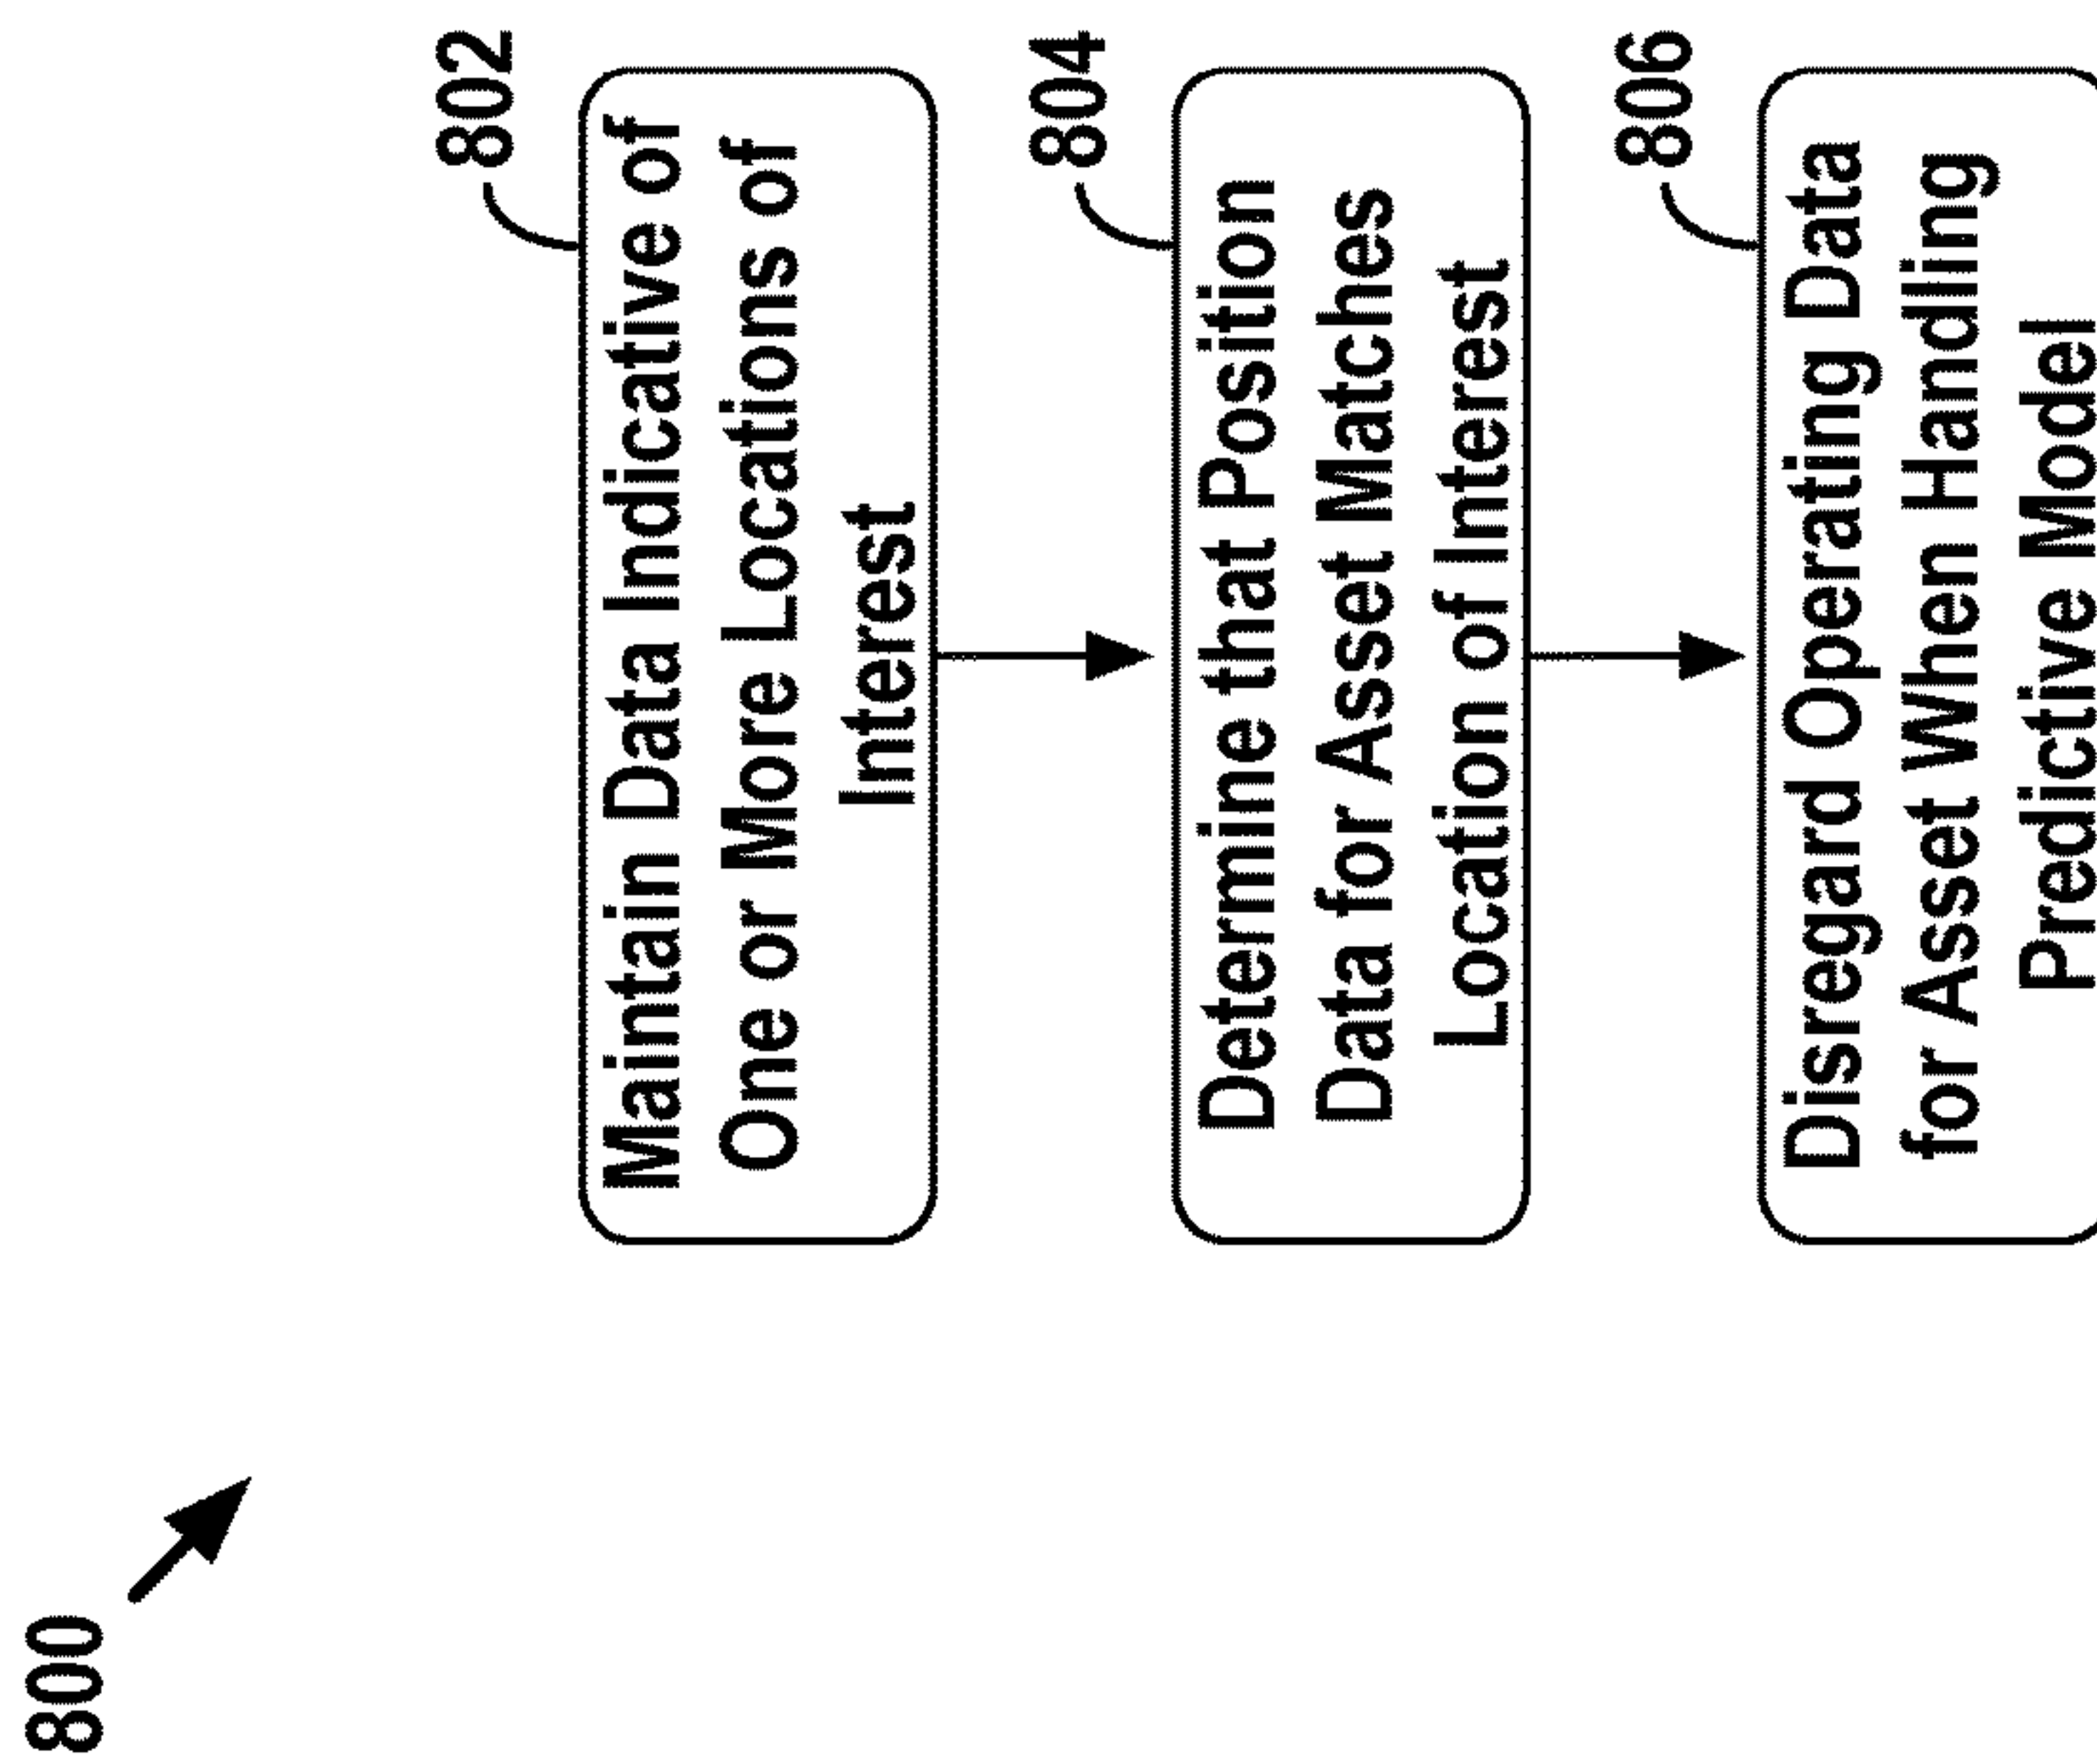 800
802
Maintain Data Indicative of
One or More Locations of
Interest
804
Determine that Position
Data for Asset Matches
Location of Interest
806
Disregard Operating Data
for Asset When Handling
Predictive Model